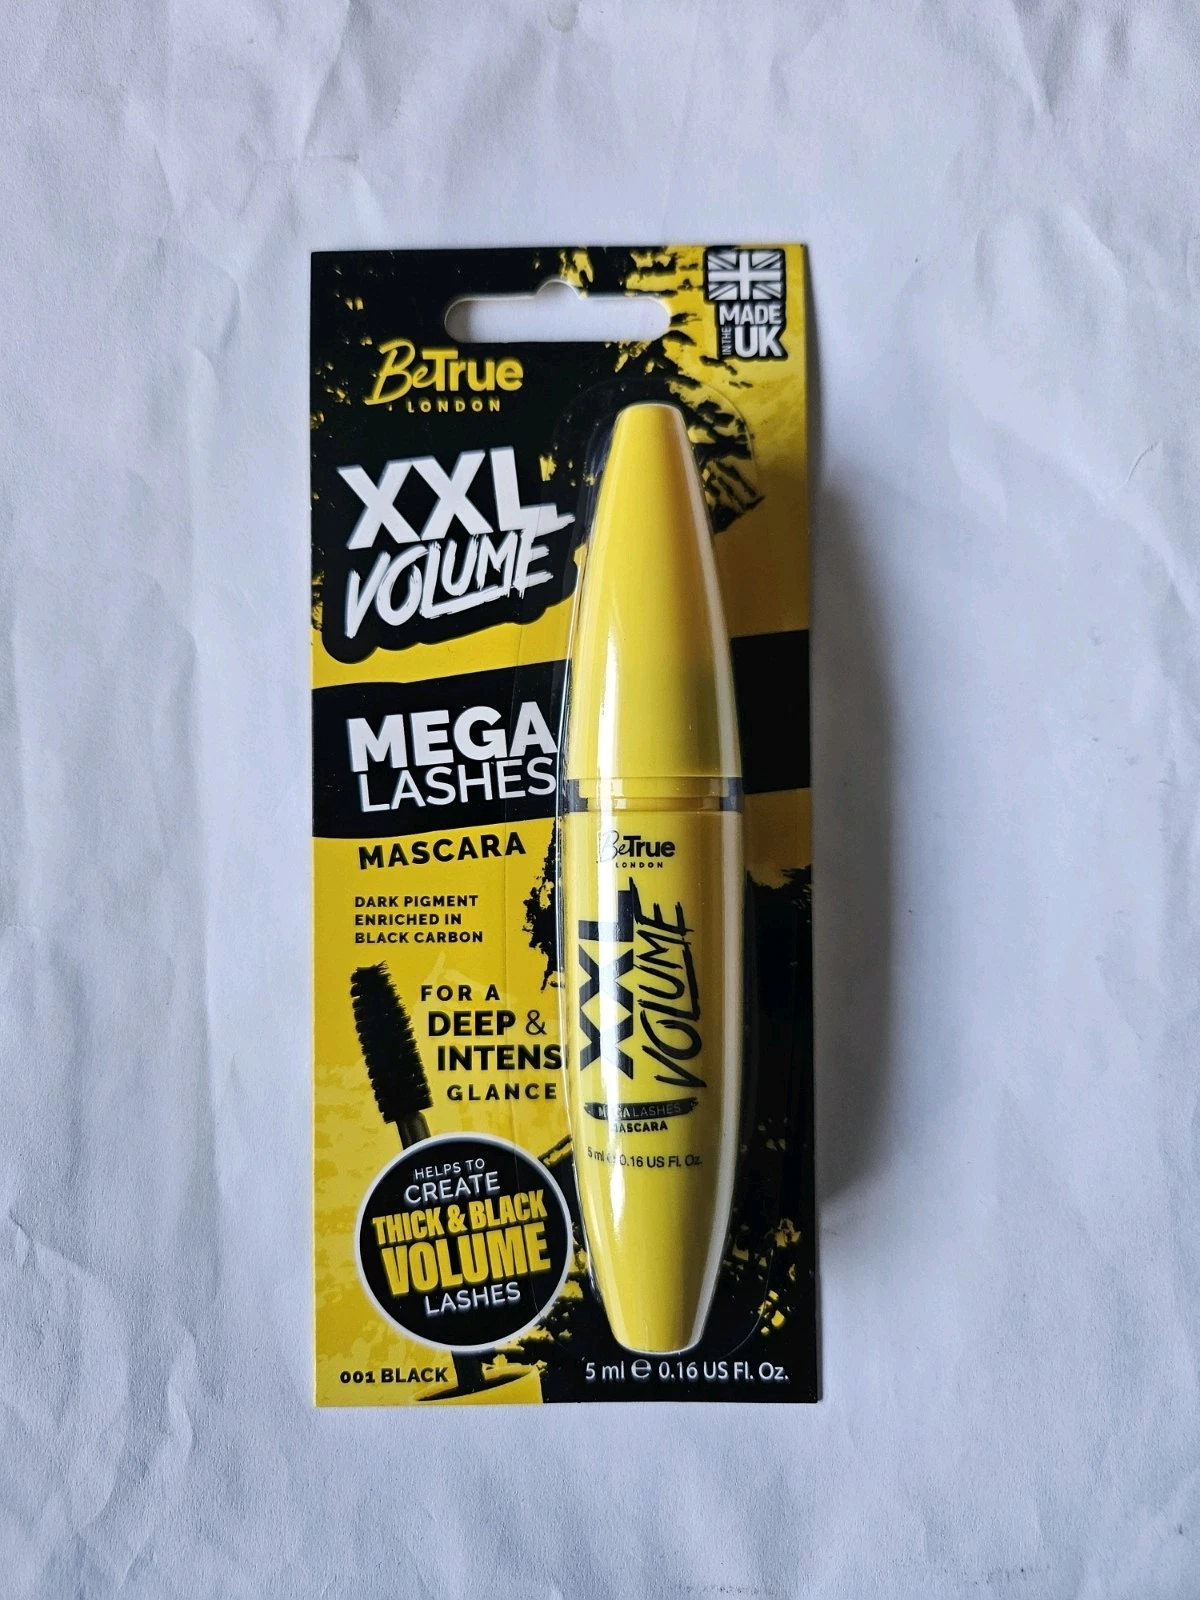 MADE
IN THE
UK
BeTrue
LONDON
XXL
VOLUME
MEGA
LASHES
MASCARA
DARK PIGMENT
ENRICHED IN
BLACK CARBON
FOR A
DEEP &
INTENS
GLANCE
HELPS TO
CREATE
THICK & BLACK
VOLUME
LASHES
001 BLACK
5 ml ℮ 0.16 US Fl. Oz.
BeTrue
LONDON
XXL
VOLUME
MEGA LASHES
MASCARA
5 ml ℮ 0.16 US Fl. Oz.